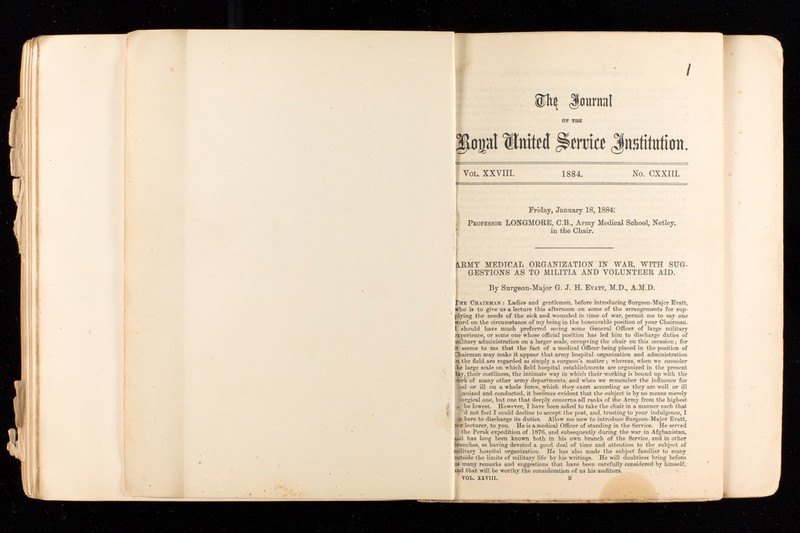 1
The Journal
OF THE
Royal United Service Institution.
VOL. XXVIII. 1884. No. CXXIII.
Friday, January 18, 1884:
PROFESSOR LONGMORE, C.B., Army Medical School, Netley,
in the Chair.
ARMY MEDICAL ORGANIZATION IN WAR, WITH SUG-
GESTIONS AS TO MILITIA AND VOLUNTEER AID.
By Surgeon-Major G. J. H. EVATT, M.D., A.M.D.
THE CHAIRMAN: Ladies and gentlemen, before introducing Surgeon-Major Evatt,
who is to give us a lecture this afternoon on some of the arrangements for sup-
plying the needs of the sick and wounded in time of war, permit me to say one
word on the circumstance of my being in the honourable position of your Chairman.
I should have much preferred seeing some General Officer of large military
experience, or some one whose official position has led him to discharge duties of
military administration on a larger scale, occupying the chair on this occasion; for
it seems to me that the fact of a medical Officer being placed in the position of
Chairman may make it appear that army hospital organization and administration
in the field are regarded as simply a surgeon's matter; whereas, when we consider
the large scale on which field hospital establishments are organized in the present
day, their costliness, the intimate way in which their working is bound up with the
work of many other army departments, and when we remember the influence for
good or ill on a whole force, which they exert according as they are well or ill
organized and conducted, it becomes evident that the subject is by no means merely
surgical one, but one that deeply concerns all ranks of the Army from the highest
he lowest. However, I have been asked to take the chair in a manner such that
d not feel I could decline to accept the post, and, trusting to your indulgence, I
here to discharge its duties. Allow me now to introduce Surgeon-Major Evatt,
our lecturer, to you. He is a medical Officer of standing in the Service. He served
the Perak expedition of 1876, and subsequently during the war in Afghanistan,
and has long been known both in his own branch of the Service, and in other
branches, as having devoted a good deal of time and attention to the subject of
military hospital organization. He has also made the subject familiar to many
outside the limits of military life by his writings. He will doubtless bring before
us many remarks and suggestions that have been carefully considered by himself,
and that will be worthy the consideration of us his auditors.
VOL. XXVIII. B